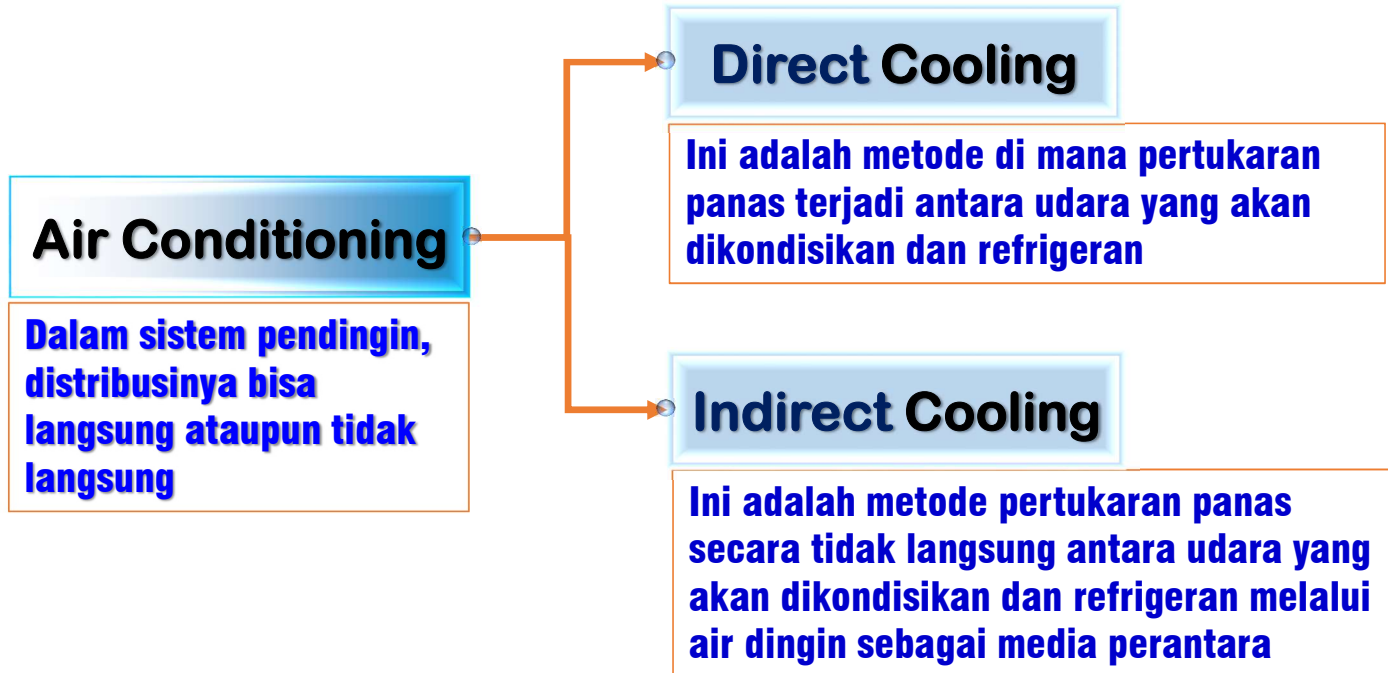 Air Conditioning
Dalam sistem pendingin,
distribusinya bisa
langsung ataupun tidak
langsung
Direct Cooling
Ini adalah metode di mana pertukaran
panas terjadi antara udara yang akan
dikondisikan dan refrigeran
Indirect Cooling
Ini adalah metode pertukaran panas
secara tidak langsung antara udara yang
akan dikondisikan dan refrigeran melalui
air dingin sebagai media perantara